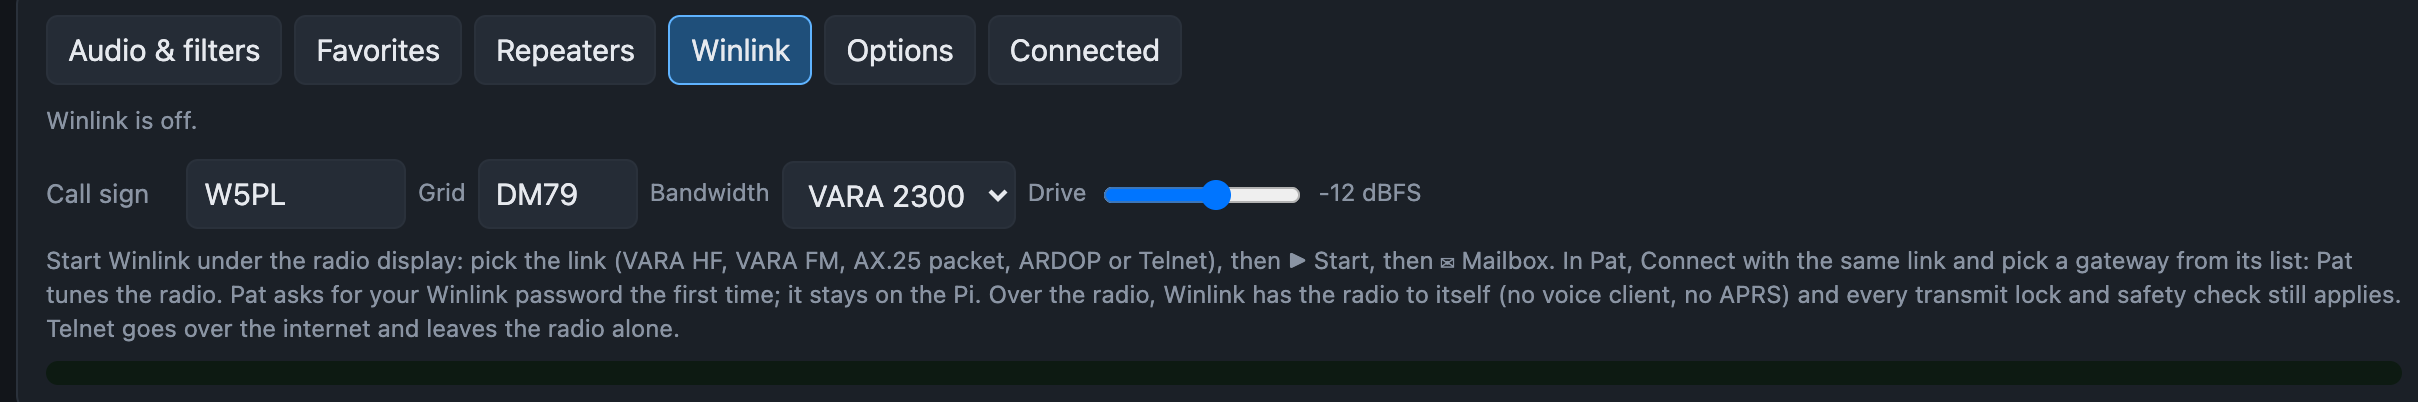 Audio & filters Favorites Repeaters Winlink Options Connected
Winlink is off.
Call sign W5PL Grid DM79 Bandwidth VARA 2300 Drive -12 dBFS
Start Winlink under the radio display: pick the link (VARA HF, VARA FM, AX.25 packet, ARDOP or Telnet), then ▶ Start, then ✉ Mailbox. In Pat, Connect with the same link and pick a gateway from its list: Pat
tunes the radio. Pat asks for your Winlink password the first time; it stays on the Pi. Over the radio, Winlink has the radio to itself (no voice client, no APRS) and every transmit lock and safety check still applies.
Telnet goes over the internet and leaves the radio alone.